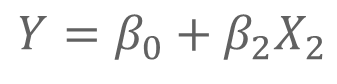 Y = β₀ + β₂X₂